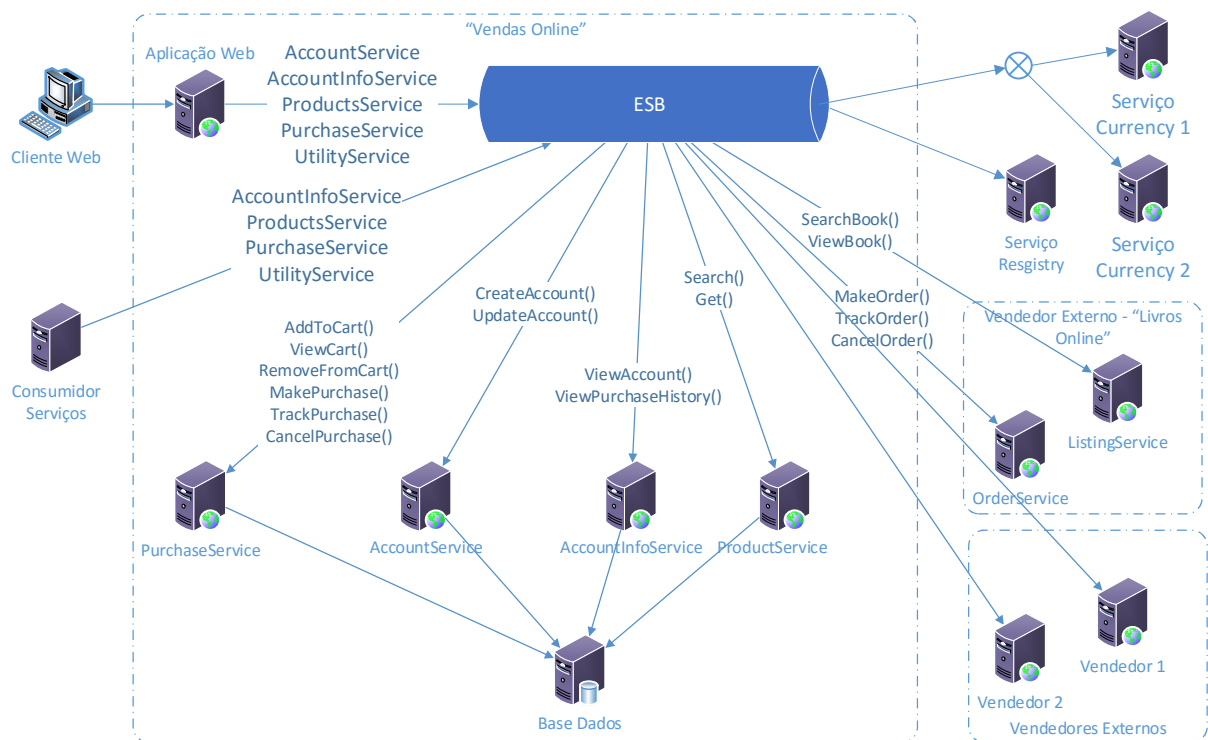 “Vendas Online”
Aplicação Web
AccountService
AccountInfoService
ProductsService
PurchaseService
UtilityService
ESB
Cliente Web
Serviço
Currency 1
Serviço
Resgistry
Serviço
Currency 2
AccountInfoService
ProductsService
PurchaseService
UtilityService
Consumidor
Serviços
AddToCart()
ViewCart()
RemoveFromCart()
MakePurchase()
TrackPurchase()
CancelPurchase()
CreateAccount()
UpdateAccount()
ViewAccount()
ViewPurchaseHistory()
Search()
Get()
SearchBook()
ViewBook()
MakeOrder()
TrackOrder()
CancelOrder()
Vendedor Externo - “Livros
Online”
ListingService
OrderService
PurchaseService
AccountService
AccountInfoService
ProductService
Base Dados
Vendedor 1
Vendedor 2
Vendedores Externos